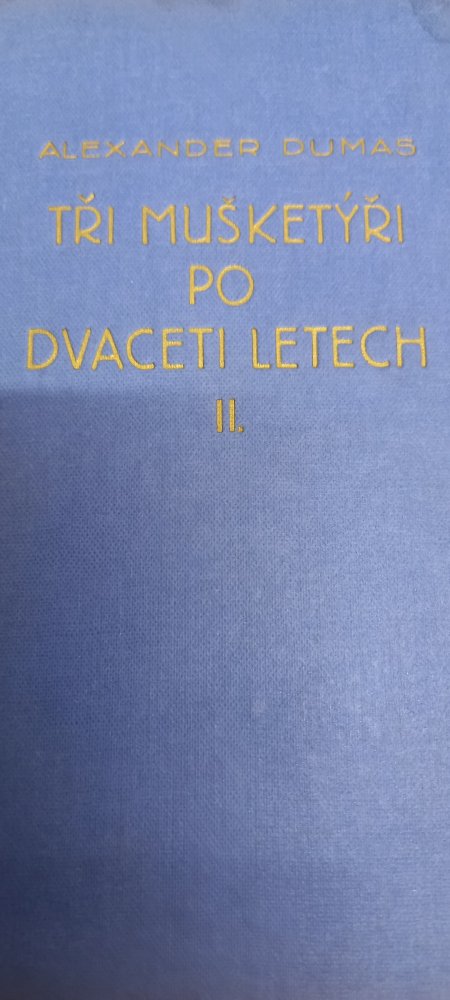 ALEXANDER DUMAS
TŘI MUŠKETÝŘI
PO
DVACETI LETECH
II.